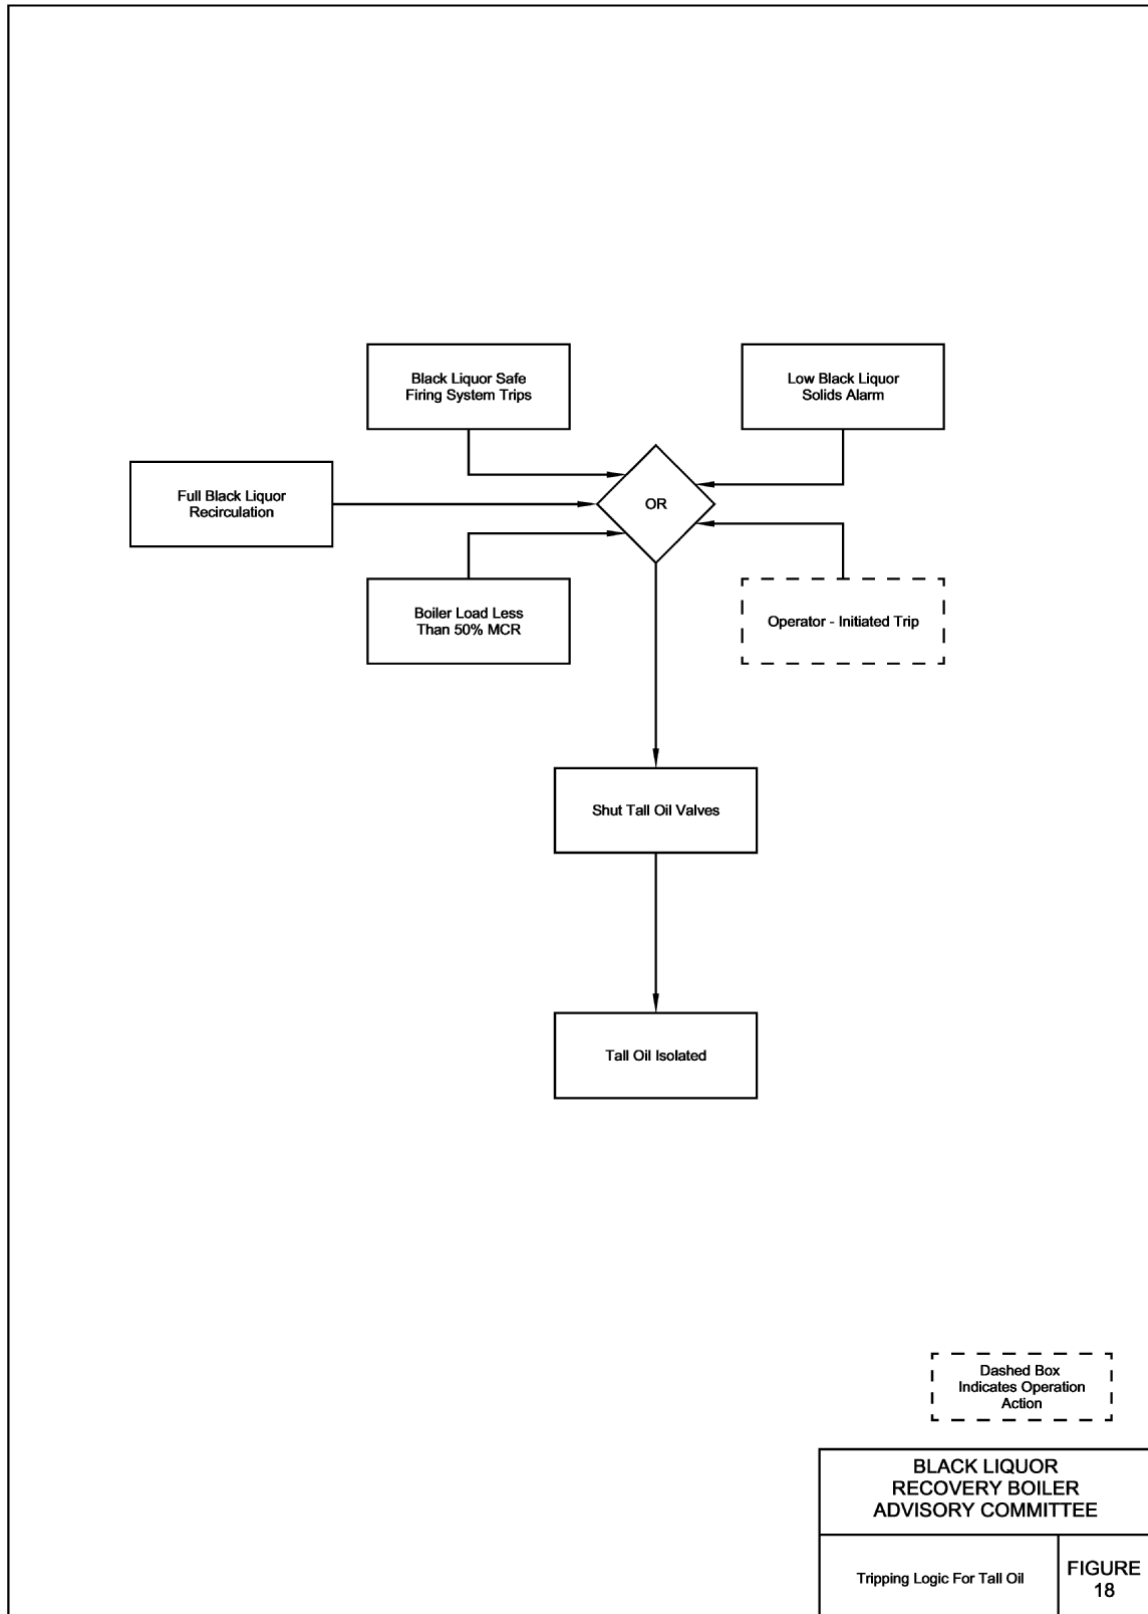 Black Liquor Safe
Firing System Trips
Low Black Liquor
Solids Alarm
Full Black Liquor
Recirculation
OR
Boiler Load Less
Than 50% MCR
Operator - Initiated Trip
Shut Tall Oil Valves
Tall Oil Isolated
Dashed Box
Indicates Operation
Action
BLACK LIQUOR
RECOVERY BOILER
ADVISORY COMMITTEE
Tripping Logic For Tall Oil
FIGURE
18